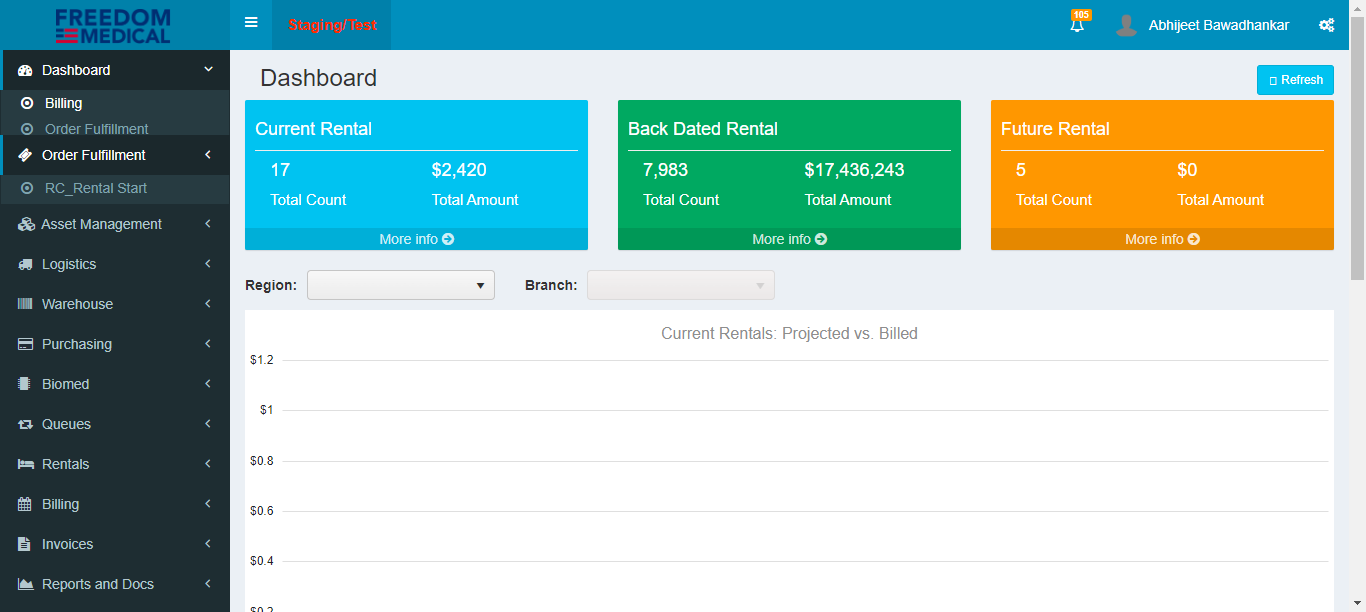 FREEDOM
MEDICAL
Staging/Test
105
Abhijeet Bawadhankar
Dashboard
Billing
Order Fulfillment
Order Fulfillment
RC_Rental Start
Asset Management
Logistics
Warehouse
Purchasing
Biomed
Queues
Rentals
Billing
Invoices
Reports and Docs
Dashboard
Refresh
Current Rental
17 $2,420
Total Count Total Amount
More info
Back Dated Rental
7,983 $17,436,243
Total Count Total Amount
More info
Future Rental
5 $0
Total Count Total Amount
More info
Region: Branch:
Current Rentals: Projected vs. Billed
$1.2
$1
$0.8
$0.6
$0.4
$0.2